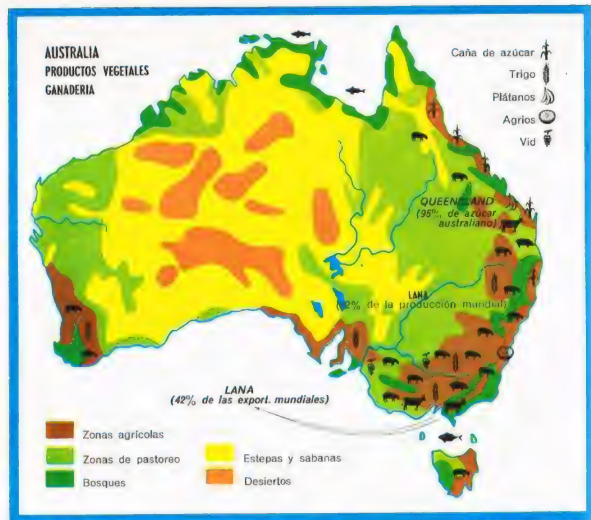 AUSTRALIA
PRODUCTOS VEGETALES
GANADERIA
Caña de azúcar
Trigo
Plátanos
Agrios
Vid
QUEENSLAND
(95% de azúcar
australiano)
LANA
de la producción mundial)
LANA
(42% de las export. mundiales)
Zonas agrícolas
Zonas de pastoreo
Bosques
Estepas y sabanas
Desiertos